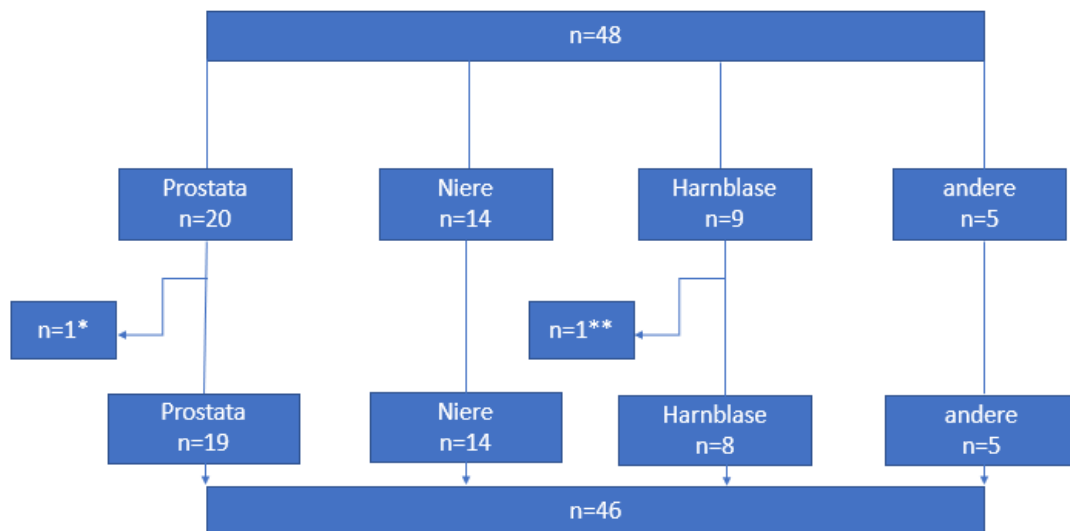 n=48
Prostata
n=20
Niere
n=14
Harnblase
n=9
andere
n=5
n=1*
n=1**
Prostata
n=19
Niere
n=14
Harnblase
n=8
andere
n=5
n=46